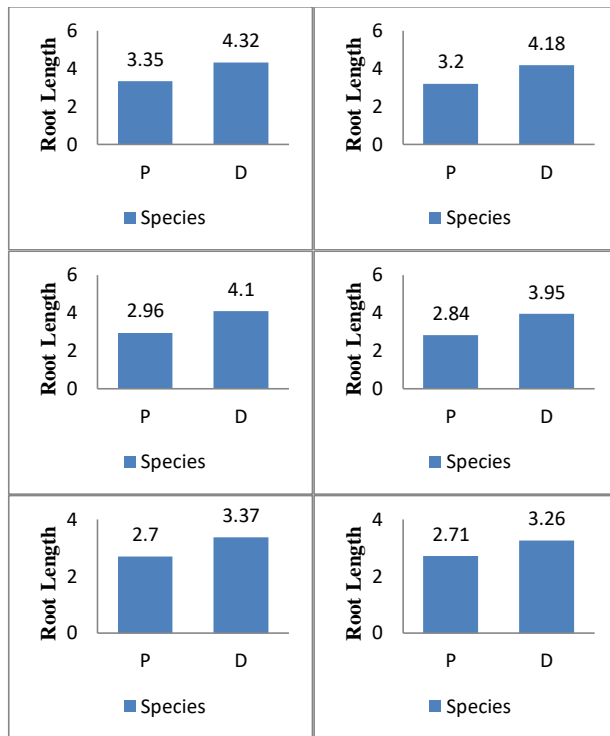 Root Length
6
4
2
0
3.35
4.32
P D
Species
Root Length
6
4
2
0
3.2
4.18
P D
Species
Root Length
6
4
2
0
2.96
4.1
P D
Species
Root Length
6
4
2
0
2.84
3.95
P D
Species
Root Length
4
2
0
2.7
3.37
P D
Species
Root Length
4
2
0
2.71
3.26
P D
Species